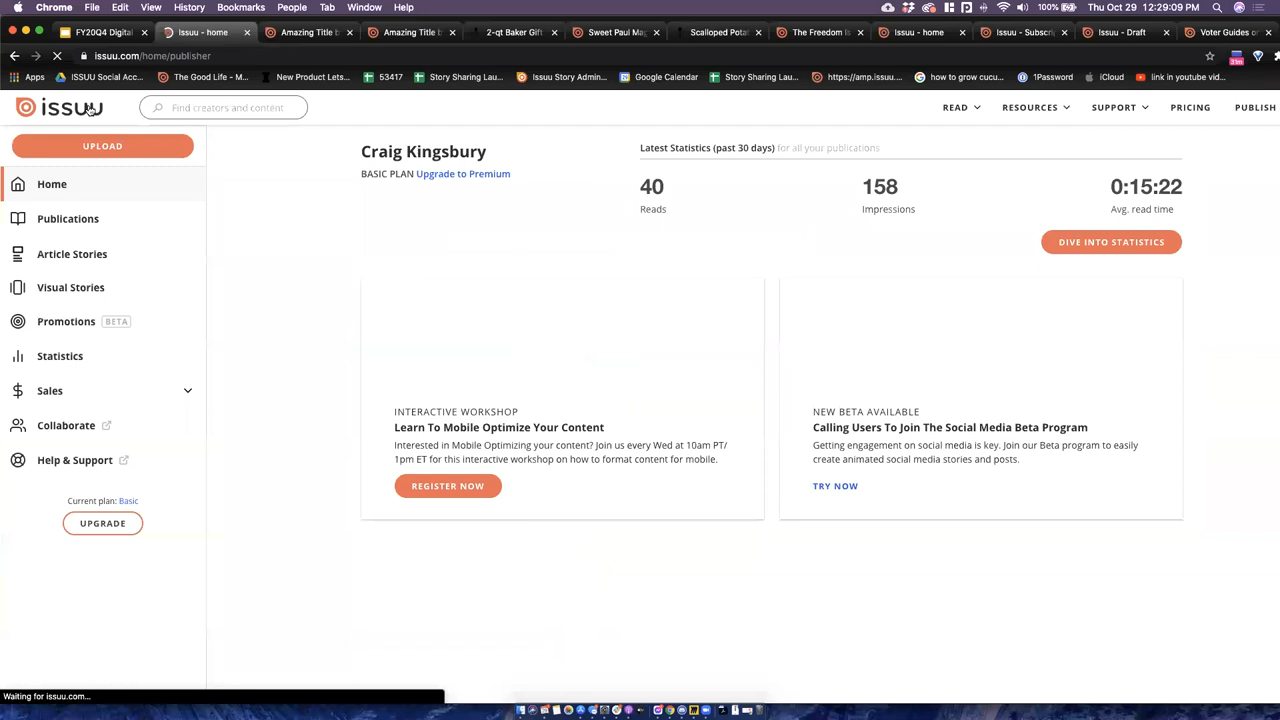 Chrome File Edit View History Bookmarks People Tab Window Help 100% Thu Oct 29 12:29:09 PM
FY20Q4 Digital Issuu - home Amazing Title b Amazing Title b 2-qt Baker Gift Sweet Paul Mag Scalloped Pota The Freedom is Issuu - home Issuu - Subscri Issuu - Draft Voter Guides or
issuu.com/home/publisher
31m
Apps ISSUU Social Acc... The Good Life - M... New Product Lets... 53417 Story Sharing Lau... Issuu Story Admin... Google Calendar Story Sharing Lau... https://amp.issuu.... how to grow cucu... 1Password iCloud link in youtube vid...
issuu Find creators and content READ RESOURCES SUPPORT PRICING PUBLISH
UPLOAD
Home
Publications
Article Stories
Visual Stories
Promotions BETA
Statistics
Sales
Collaborate
Help & Support
Current plan: Basic
UPGRADE
Craig Kingsbury
BASIC PLAN Upgrade to Premium
Latest Statistics (past 30 days) for all your publications
40 158 0:15:22
Reads Impressions Avg. read time
DIVE INTO STATISTICS
INTERACTIVE WORKSHOP
Learn To Mobile Optimize Your Content
Interested in Mobile Optimizing your content? Join us every Wed at 10am PT/
1pm ET for this interactive workshop on how to format content for mobile.
REGISTER NOW
NEW BETA AVAILABLE
Calling Users To Join The Social Media Beta Program
Getting engagement on social media is key. Join our Beta program to easily
create animated social media stories and posts.
TRY NOW
Waiting for issuu.com...